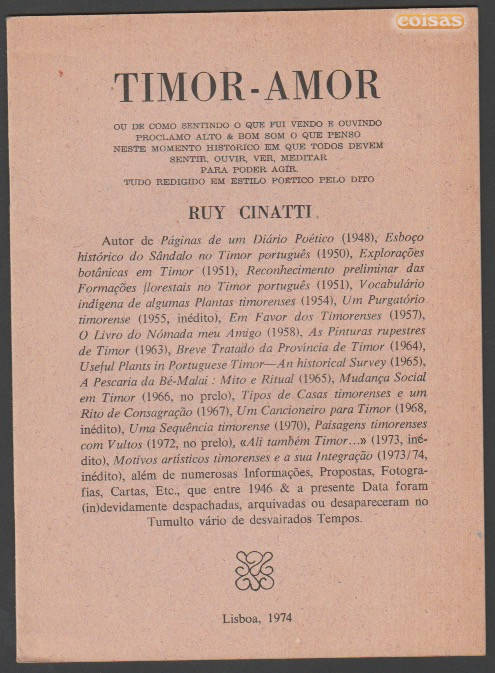 coisas
TIMOR-AMOR
OU DE COMO SENTINDO O QUE FUI VENDO E OUVINDO
PROCLAMO ALTO & BOM SOM O QUE PENSO
NESTE MOMENTO HISTÓRICO EM QUE TODOS DEVEM
SENTIR, OUVIR, VER, MEDITAR
PARA PODER AGIR.
TUDO REDIGIDO EM ESTILO POÉTICO PELO DITO
RUY CINATTI
Autor de Páginas de um Diário Poético (1948), Esboço
histórico do Sândalo no Timor português (1950), Explorações
botânicas em Timor (1951), Reconhecimento preliminar das
Formações florestais no Timor português (1951), Vocabulário
indígena de algumas Plantas timorenses (1954), Um Purgatório
timorense (1955, inédito), Em Favor dos Timorenses (1957),
O Livro do Nómada meu Amigo (1958), As Pinturas rupestres
de Timor (1963), Breve Tratado da Província de Timor (1964),
Useful Plants in Portuguese Timor—An historical Survey (1965),
A Pescaria da Bé-Malai : Mito e Ritual (1965), Mudança Social
em Timor (1966, no prelo), Tipos de Casas timorenses e um
Rito de Consagração (1967), Um Cancioneiro para Timor (1968,
inédito), Uma Sequência timorense (1970), Paisagens timorenses
com Vultos (1972, no prelo), «Ali também Timor...» (1973, iné-
dito), Motivos artísticos timorenses e a sua Integração (1973/74,
inédito), além de numerosas Informações, Propostas, Fotogra-
fias, Cartas, Etc., que entre 1946 & a presente Data foram
(in)devidamente despachadas, arquivadas ou desapareceram no
Tumulto vário de desvairados Tempos.
Lisboa, 1974